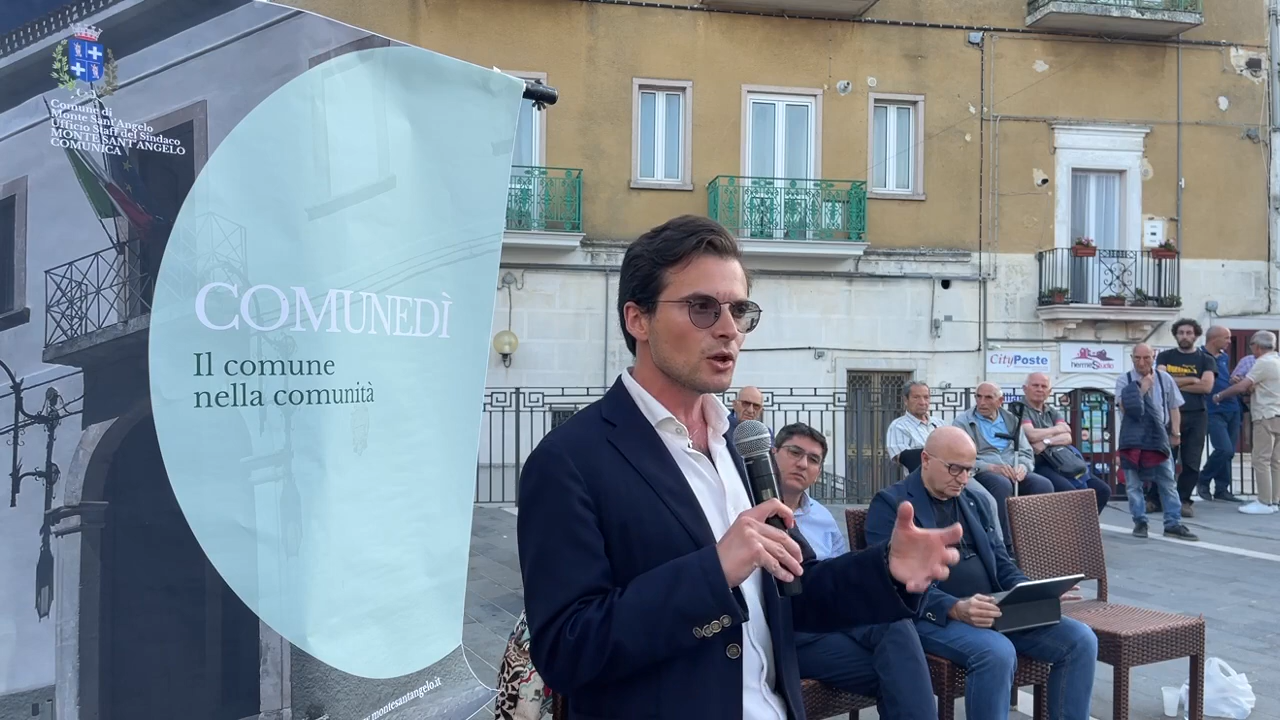 Comune di
Monte Sant'Angelo
Ufficio Staff del Sindaco
MONTE SANT'ANGELO
COMUNICA
COMUNEDÌ
Il comune
nella comunità
CityPoste
hermeStudio
.montesantangelo.it